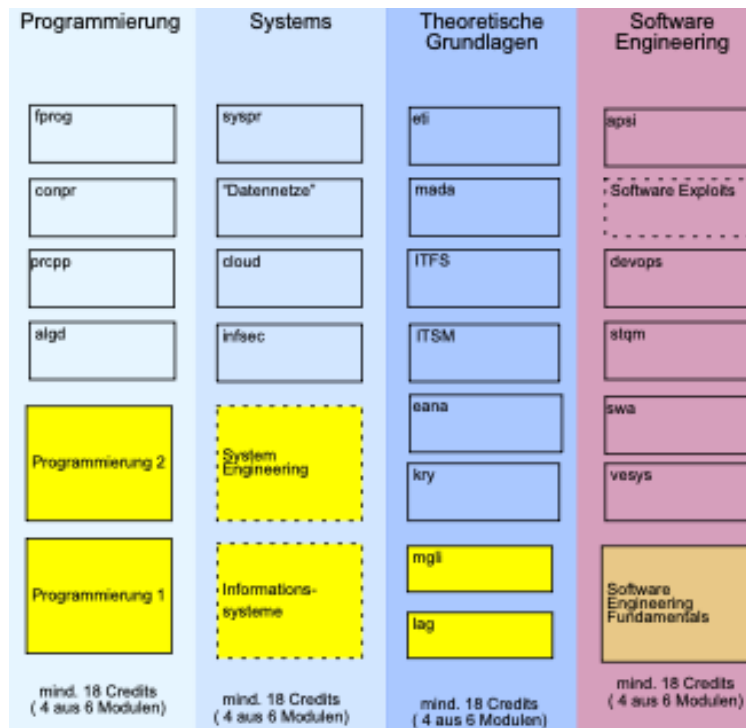 Programmierung
fprog
conpr
prcpp
algd
Programmierung 2
Programmierung 1
mind. 18 Credits
( 4 aus 6 Modulen)
Systems
syspr
"Datennetze"
cloud
infsec
System
Engineering
Informations-
systeme
mind. 18 Credits
( 4 aus 6 Modulen)
Theoretische
Grundlagen
eti
mada
ITFS
ITSM
eana
kry
mgli
lag
mind. 18 Credits
( 4 aus 6 Modulen)
Software
Engineering
apsi
Software Exploits
devops
stqm
swa
vesys
Software
Engineering
Fundamentals
mind. 18 Credits
( 4 aus 6 Modulen)